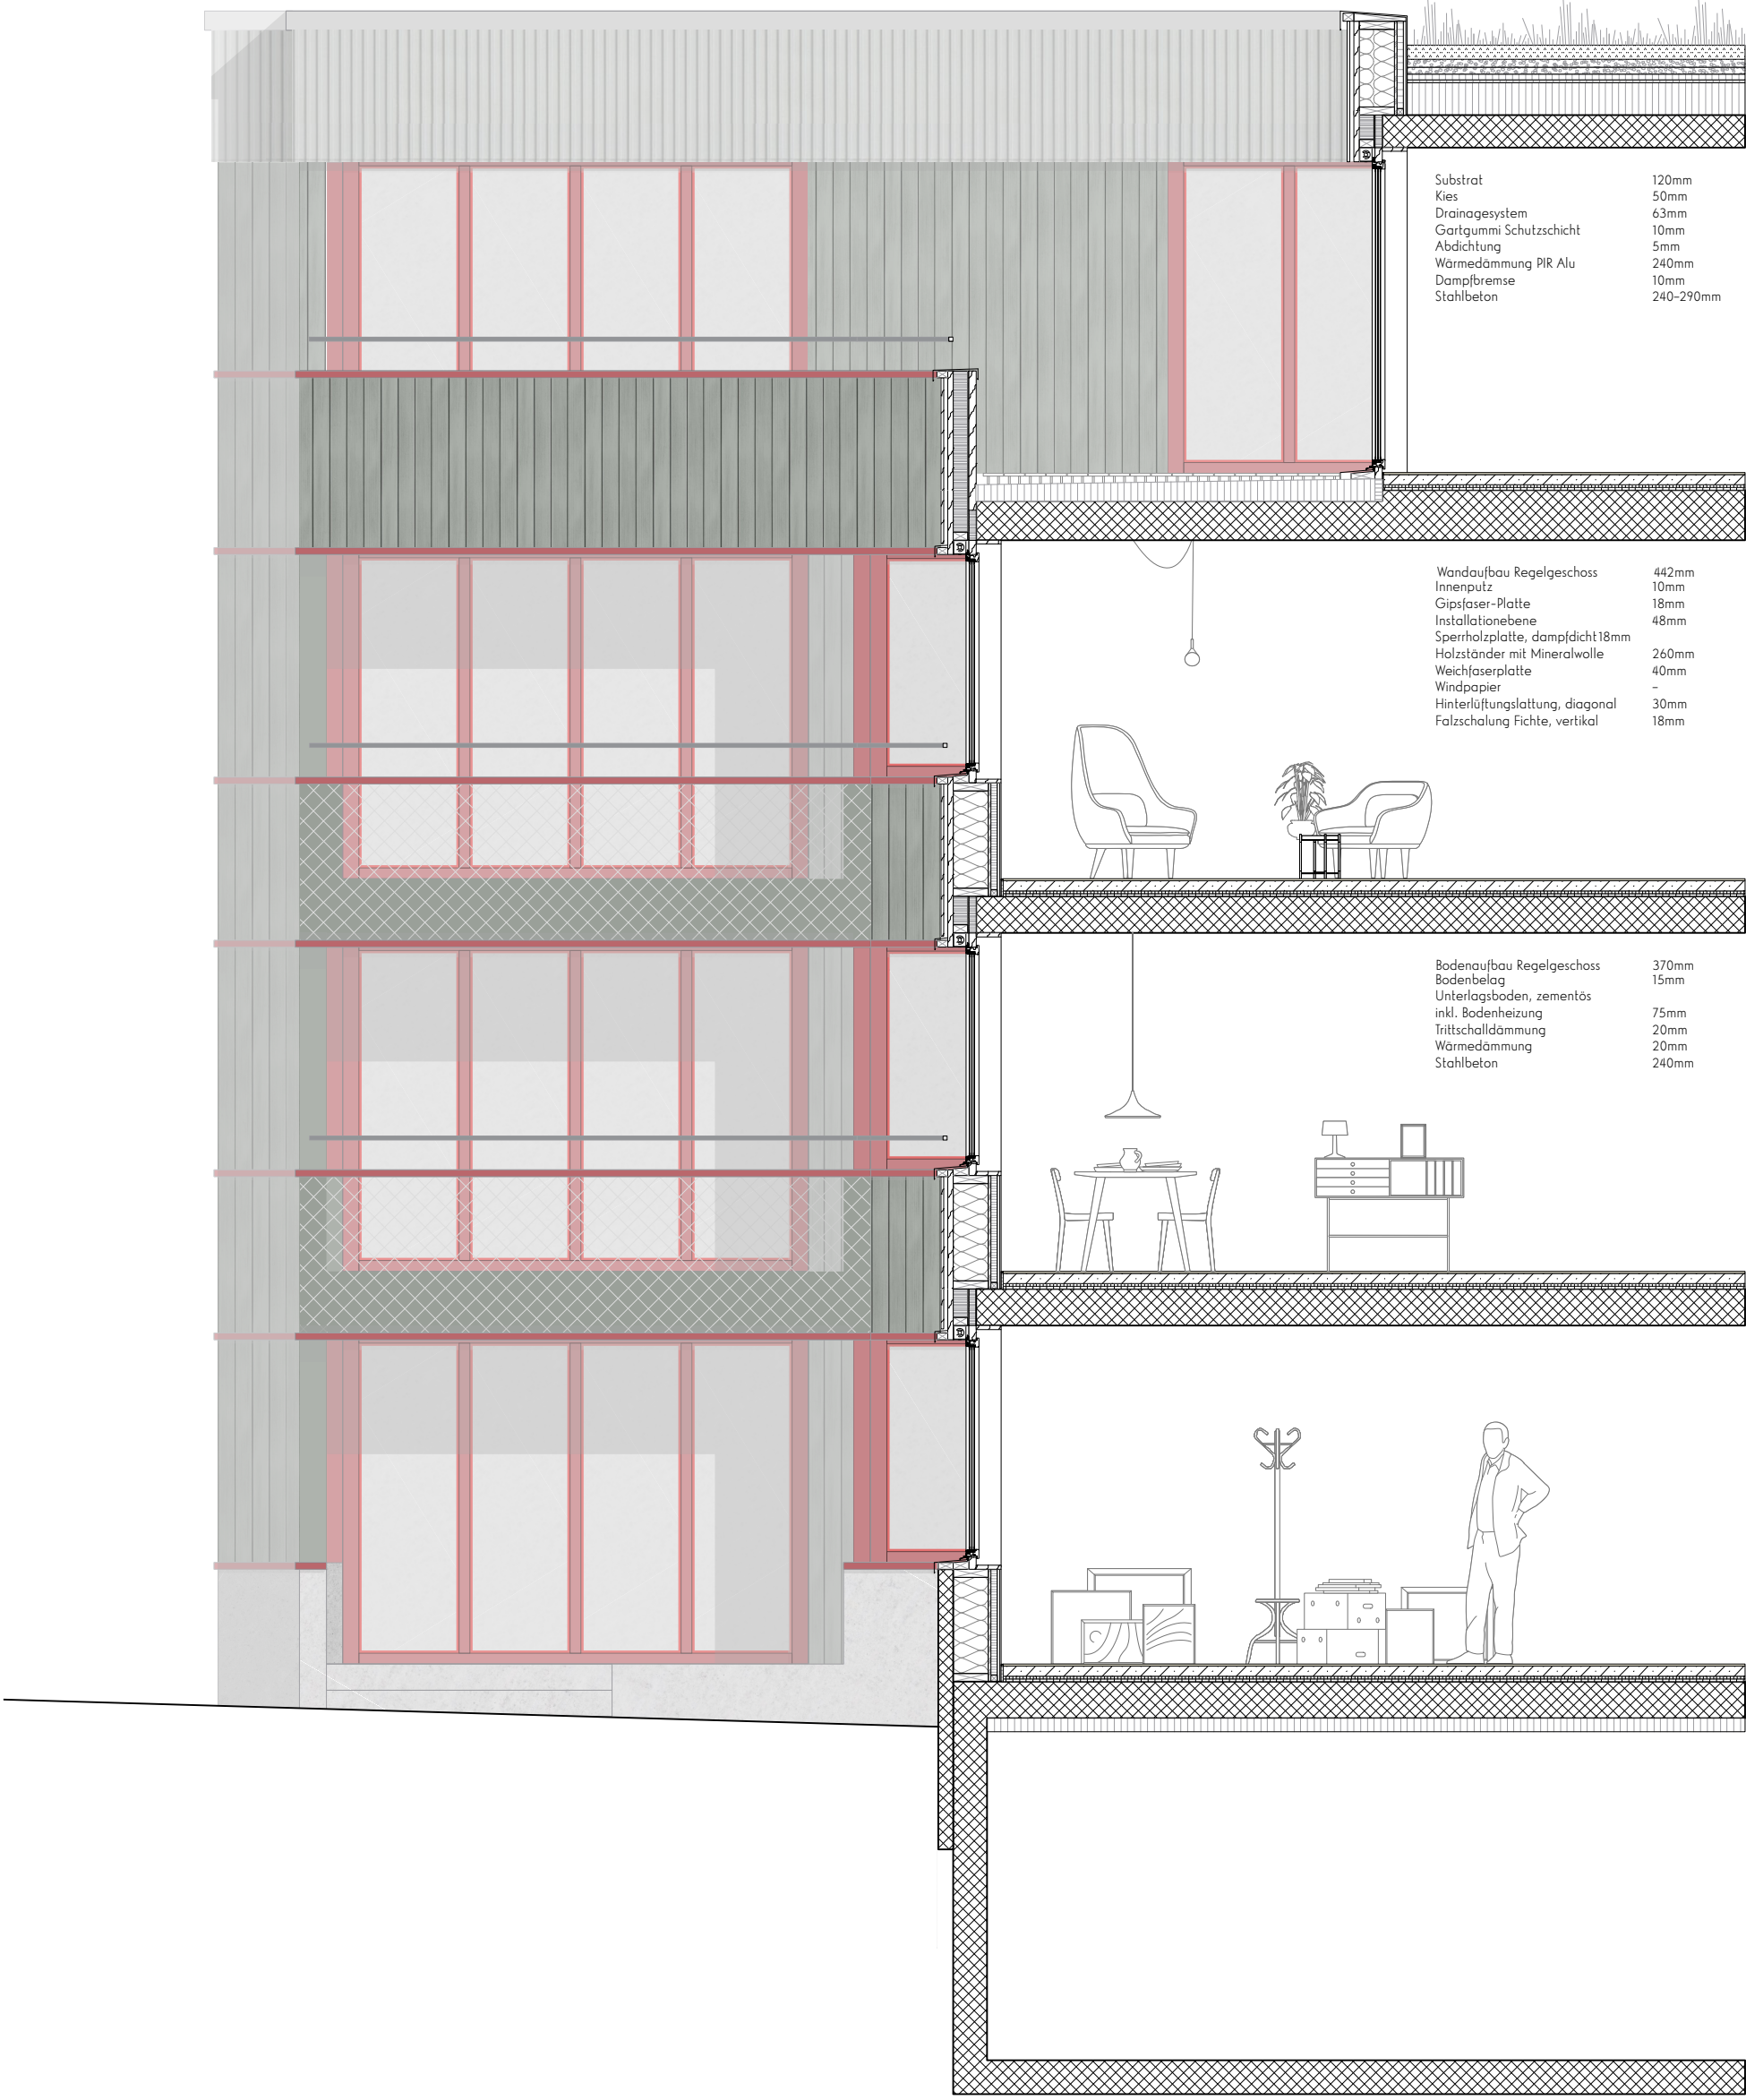 Substrat 120mm
Kies 50mm
Drainagesystem 63mm
Gartgummi Schutzschicht 10mm
Abdichtung 5mm
Wärmedämmung PIR Alu 240mm
Dampfbremse 10mm
Stahlbeton 240-290mm
Wandaufbau Regelgeschoss 442mm
Innenputz 10mm
Gipsfaser-Platte 18mm
Installationebene 48mm
Sperrholzplatte, dampfdicht 18mm
Holzständer mit Mineralwolle 260mm
Weichfaserplatte 40mm
Windpapier -
Hinterlüftungslattung, diagonal 30mm
Falzschalung Fichte, vertikal 18mm
Bodenaufbau Regelgeschoss 370mm
Bodenbelag 15mm
Unterlagsboden, zementös
inkl. Bodenheizung 75mm
Trittschalldämmung 20mm
Wärmedämmung 20mm
Stahlbeton 240mm